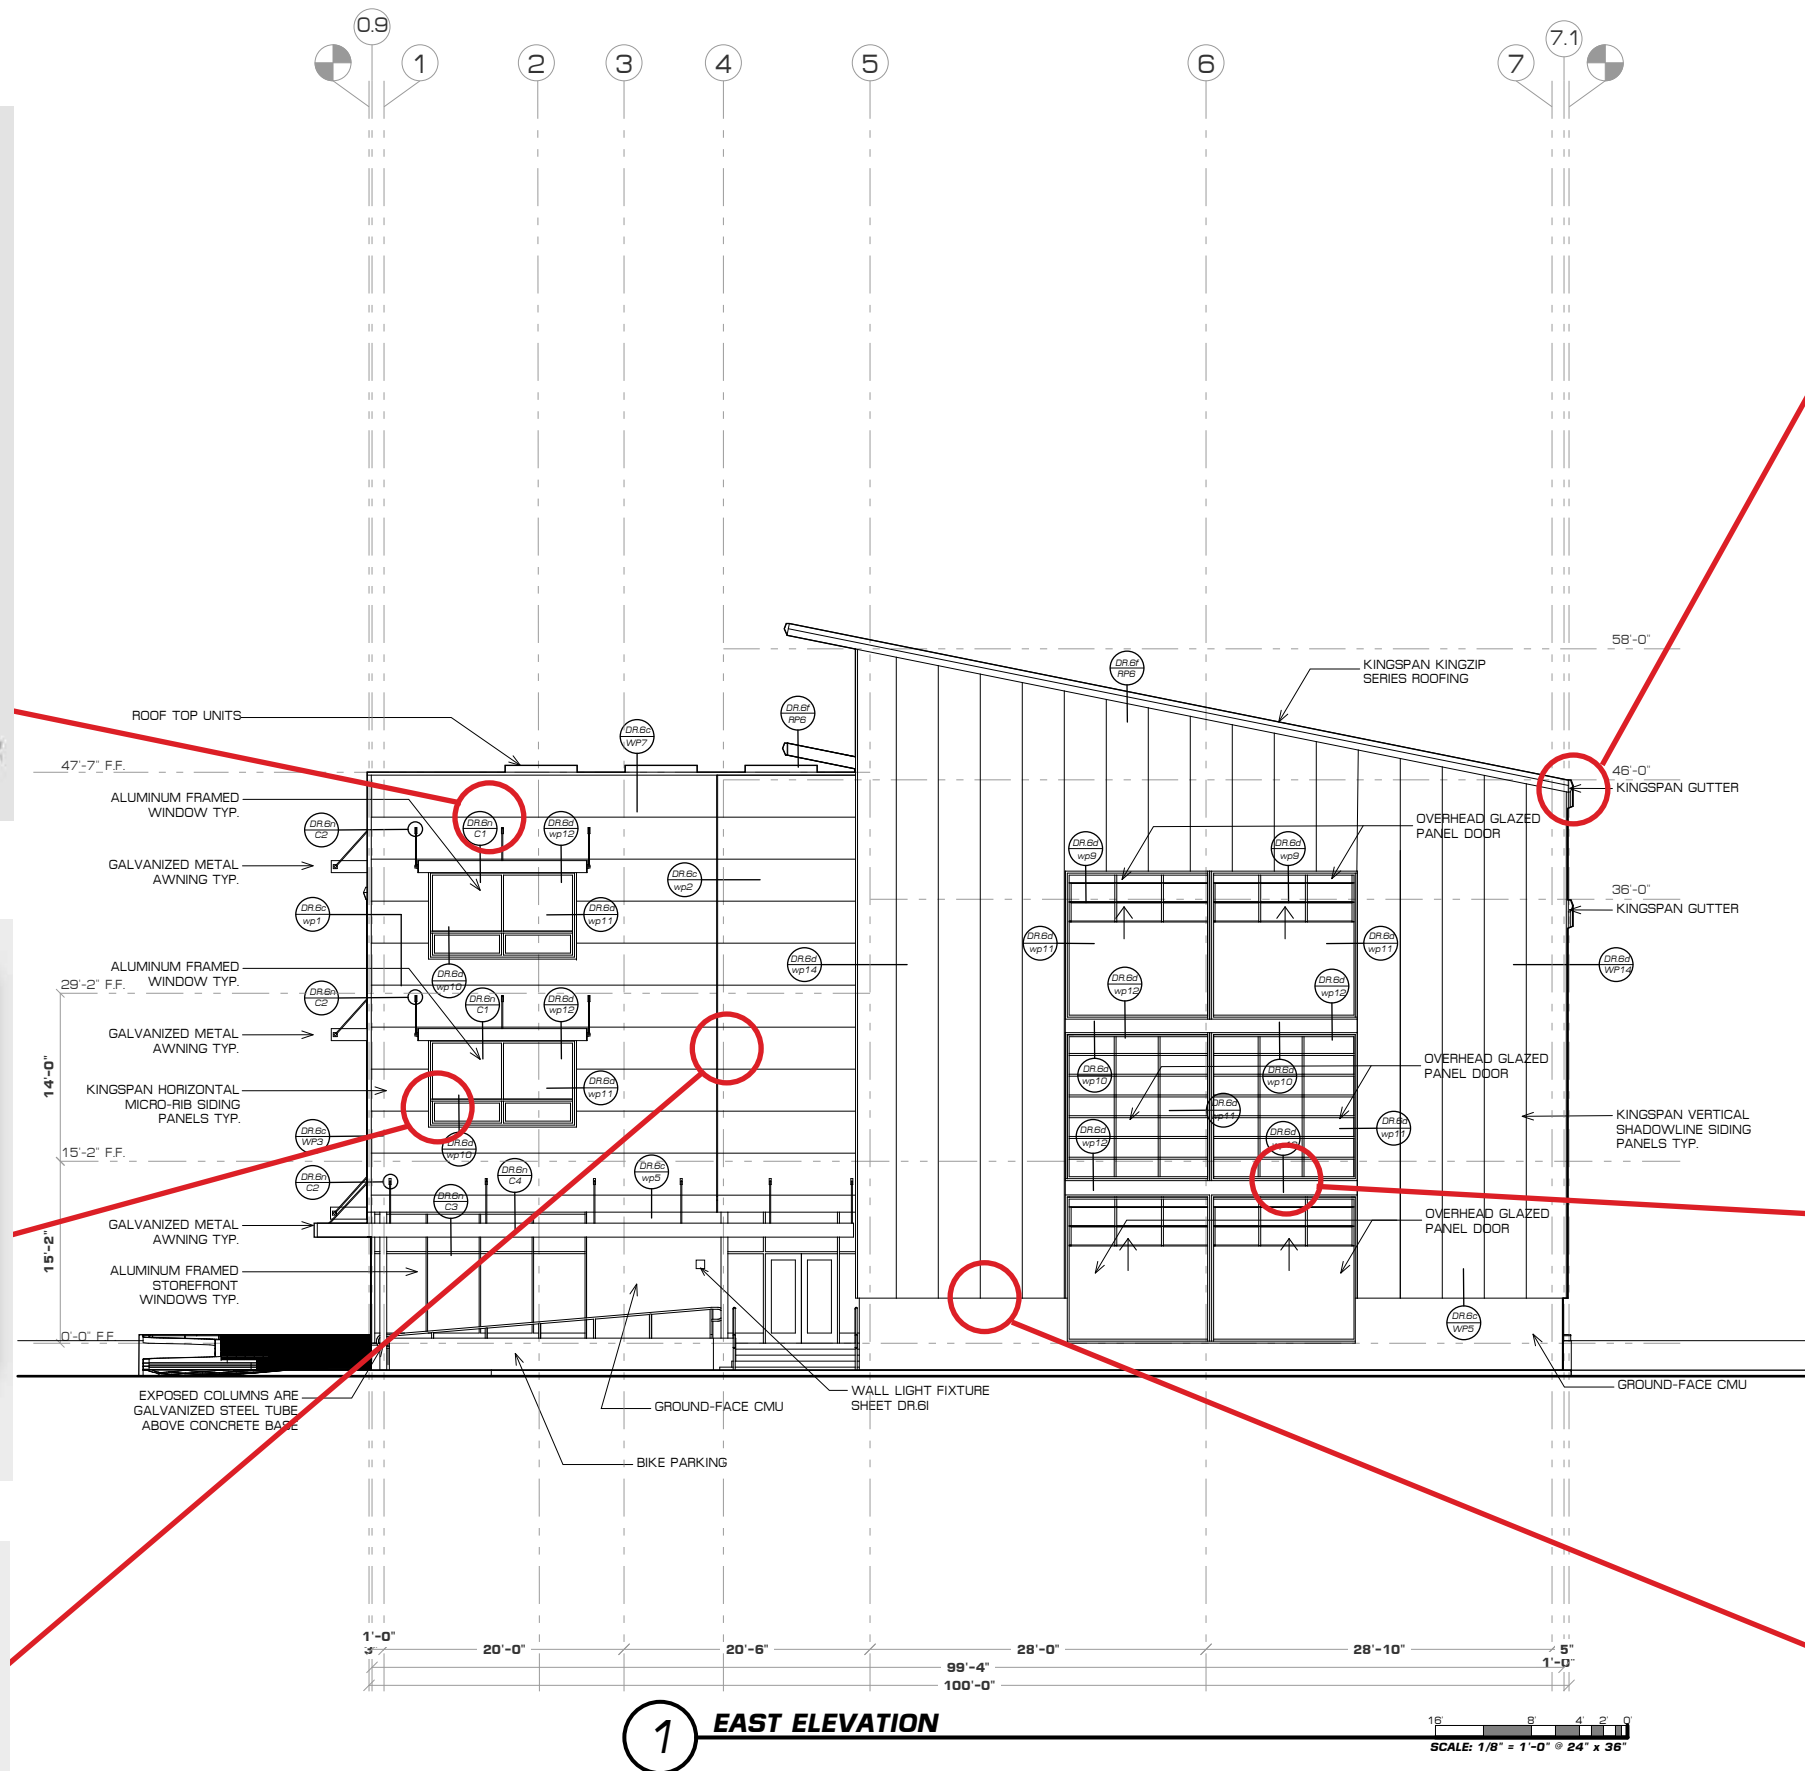 0.9
7.1
1
2
3
4
5
6
7
58'-0"
KINGSPAN KINGZIP
SERIES ROOFING
DR.6f
RP6
DR.6f
RP6
ROOF TOP UNITS
DR.6c
WP7
47'-7" F.F.
46'-0"
KINGSPAN GUTTER
ALUMINUM FRAMED
WINDOW TYP.
DR.6n
C2
DR.6n
C1
DR.6d
wp12
OVERHEAD GLAZED
PANEL DOOR
DR.6d
wp9
DR.6d
wp9
GALVANIZED METAL
AWNING TYP.
DR.6c
wp2
36'-0"
KINGSPAN GUTTER
DR.6c
wp1
DR.6d
wp11
DR.6d
wp11
DR.6d
wp11
DR.6d
wp14
DR.6d
WP14
ALUMINUM FRAMED
WINDOW TYP.
29'-2" F.F.
DR.6d
wp10
DR.6d
wp12
DR.6d
wp12
DR.6n
C2
DR.6n
C1
DR.6d
wp12
GALVANIZED METAL
AWNING TYP.
14'-0"
OVERHEAD GLAZED
PANEL DOOR
DR.6d
wp10
DR.6d
wp10
KINGSPAN HORIZONTAL
MICRO-RIB SIDING
PANELS TYP.
DR.6d
wp11
DR.6d
wp11
KINGSPAN VERTICAL
SHADOWLINE SIDING
PANELS TYP.
DR.6c
WP3
DR.6d
wp10
DR.6d
wp12
DR.6d
DR.6d
wp11
15'-2" F.F.
DR.6n
C2
DR.6n
C4
DR.6c
wp5
DR.6n
C3
GALVANIZED METAL
AWNING TYP.
OVERHEAD GLAZED
PANEL DOOR
15'-2"
ALUMINUM FRAMED
STOREFRONT
WINDOWS TYP.
DR.6c
WP5
0'-0" F.F.
EXPOSED COLUMNS ARE
GALVANIZED STEEL TUBE
ABOVE CONCRETE BASE
GROUND-FACE CMU
WALL LIGHT FIXTURE
SHEET DR.6l
GROUND-FACE CMU
BIKE PARKING
1'-0"
20'-0"
20'-6"
28'-0"
28'-10"
5"
1'-0"
99'-4"
100'-0"
1
EAST ELEVATION
16' 8' 4' 2' 0'
SCALE: 1/8" = 1'-0" @ 24" x 36"